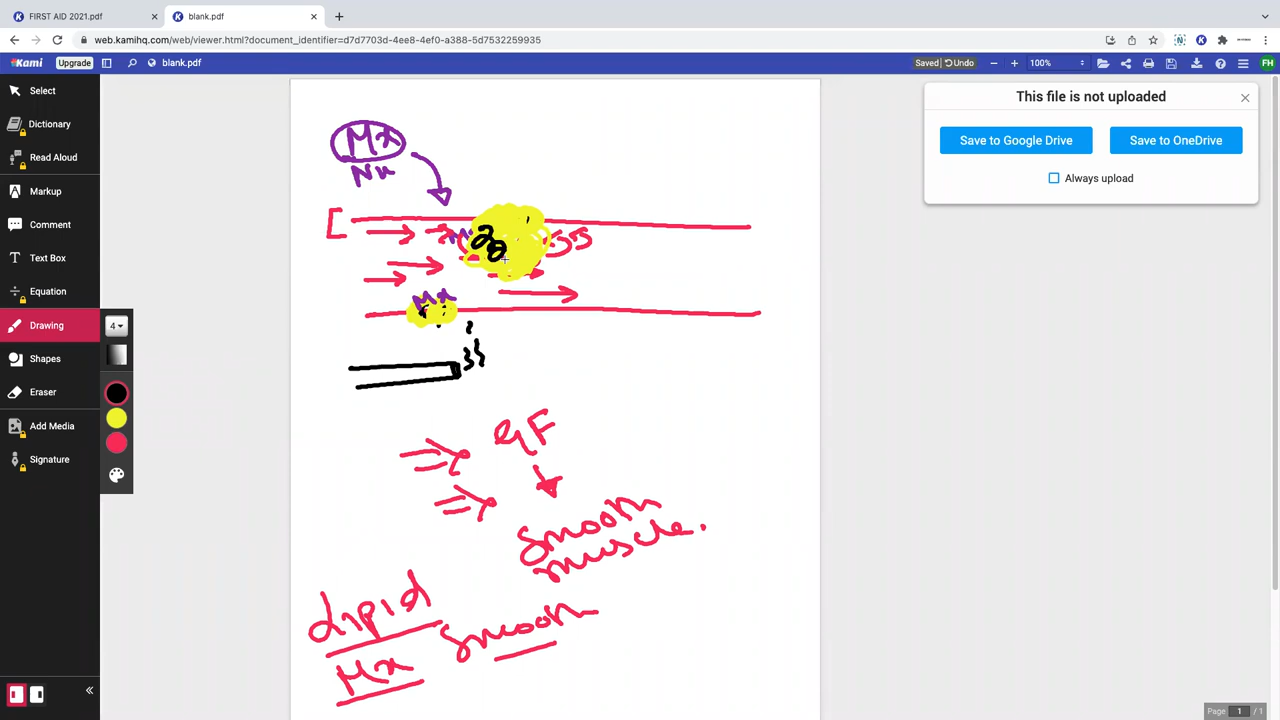 FIRST AID 2021.pdf
blank.pdf
web.kamihq.com/web/viewer.html?document_identifier=d7d7703d-4ee8-4ef0-a388-5d7532259935
Kami
Upgrade
blank.pdf
Saved
Undo
100%
FH
Select
Dictionary
Read Aloud
Markup
Comment
Text Box
Equation
Drawing
Shapes
Eraser
Add Media
Signature
4
This file is not uploaded
Save to Google Drive
Save to OneDrive
Always upload
Mx
Mx
GF
Smooth
muscle.
Lipid
Smooth
Mx
Page: 1 / 1